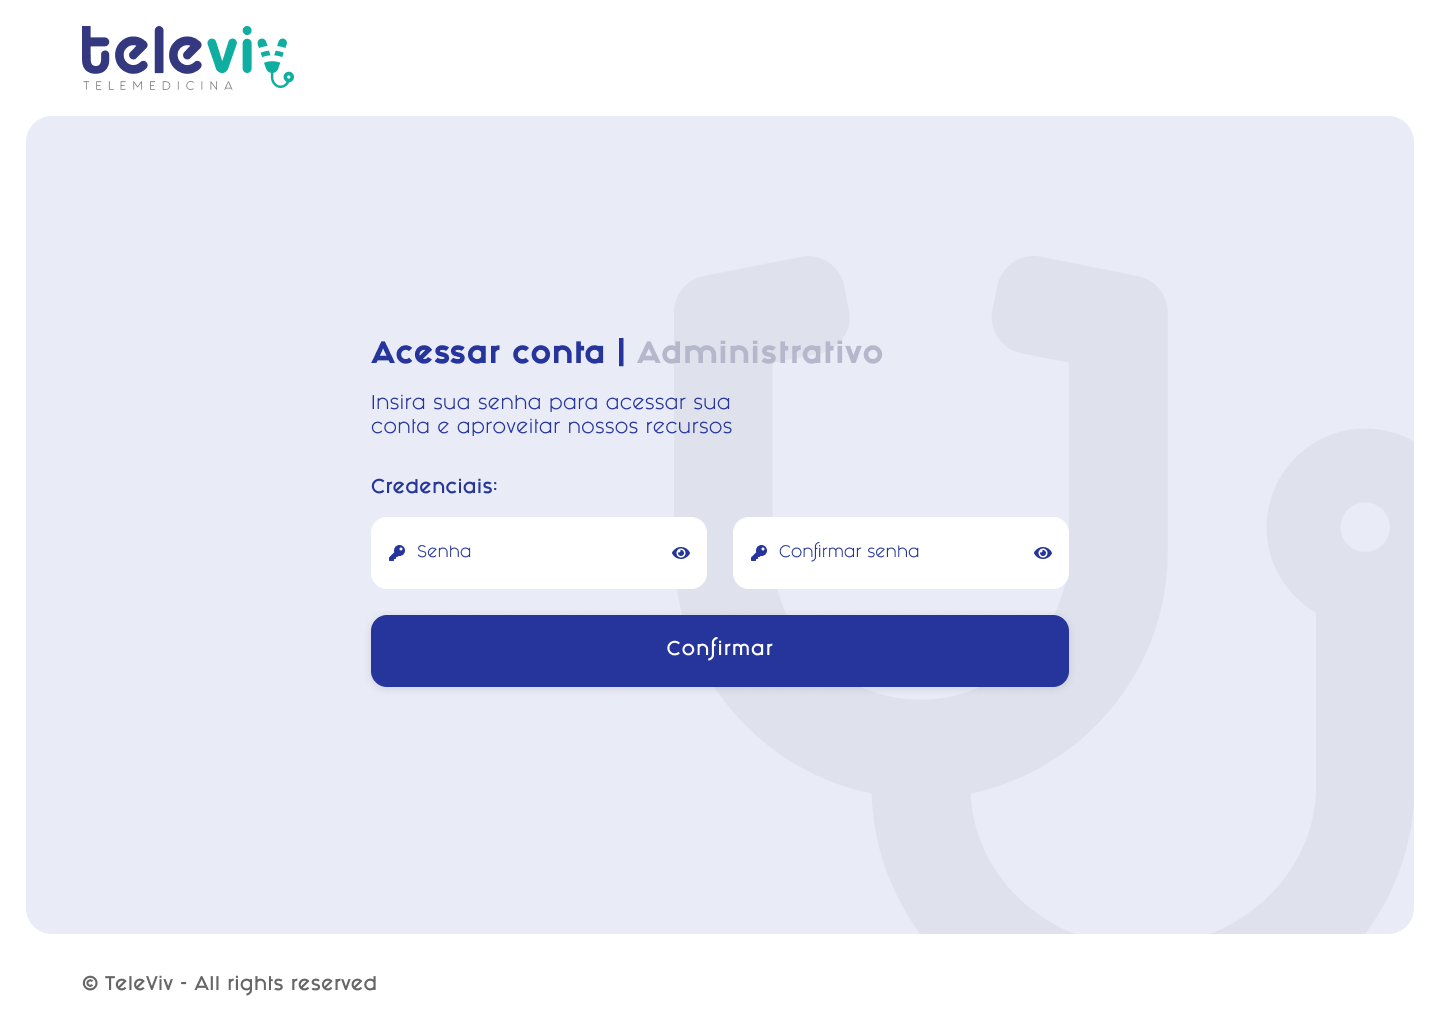 televiv
TELEMEDICINA
Acessar conta | Administrativo
Insira sua senha para acessar sua
conta e aproveitar nossos recursos
Credenciais:
Senha
Confirmar senha
Confirmar
© TeleViv - All rights reserved